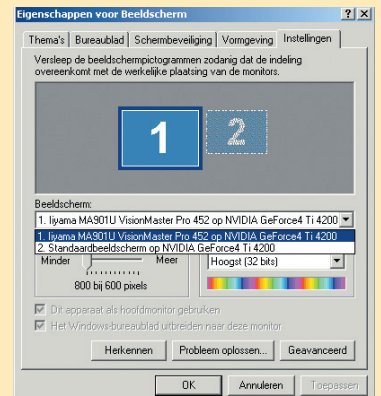 Eigenschappen voor Beeldscherm
Thema's Bureaublad Schermbeveiliging Vormgeving Instellingen
Versleep de beeldschermpictogrammen zodanig dat de indeling
overeenkomt met de werkelijke plaatsing van de monitors.
1 2
Beeldscherm:
1. Iiyama MA901U VisionMaster Pro 452 op NVIDIA GeForce4 Ti 4200
1. Iiyama MA901U VisionMaster Pro 452 op NVIDIA GeForce4 Ti 4200
2. Standaardbeeldscherm op NVIDIA GeForce4 Ti 4200
Minder Meer Hoogst (32 bits)
800 bij 600 pixels
Dit apparaat als hoofdmonitor gebruiken
Het Windows-bureaublad uitbreiden naar deze monitor
Herkennen Probleem oplossen... Geavanceerd
OK Annuleren Toepassen